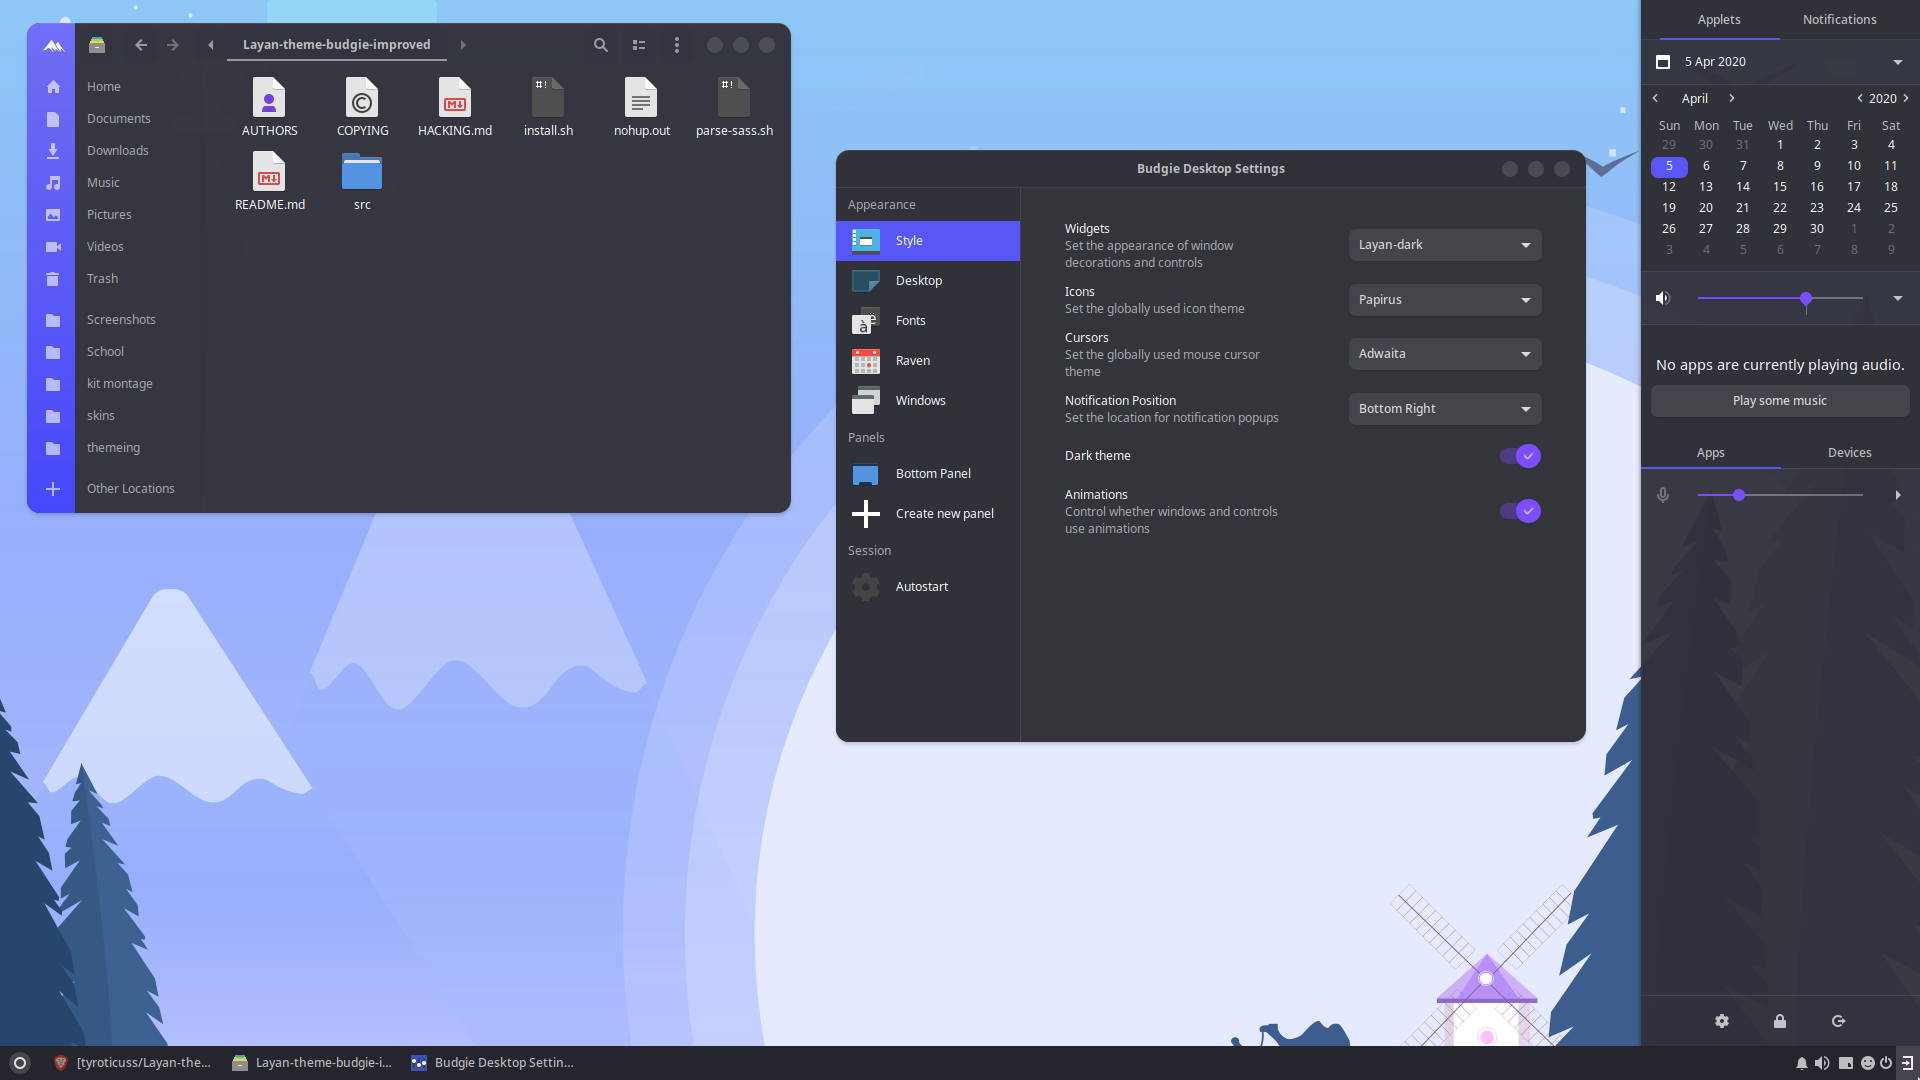 Layan-theme-budgie-improved
Home
Documents
Downloads
Music
Pictures
Videos
Trash
Screenshots
School
kit montage
skins
themeing
Other Locations
AUTHORS
COPYING
HACKING.md
install.sh
nohup.out
parse-sass.sh
README.md
src
Budgie Desktop Settings
Appearance
Style
Desktop
Fonts
Raven
Windows
Panels
Bottom Panel
Create new panel
Session
Autostart
Widgets
Set the appearance of window
decorations and controls
Layan-dark
Icons
Set the globally used icon theme
Papirus
Cursors
Set the globally used mouse cursor
theme
Adwaita
Notification Position
Set the location for notification popups
Bottom Right
Dark theme
Animations
Control whether windows and controls
use animations
Applets Notifications
5 Apr 2020
April 2020
Sun Mon Tue Wed Thu Fri Sat
29 30 31 1 2 3 4
5 6 7 8 9 10 11
12 13 14 15 16 17 18
19 20 21 22 23 24 25
26 27 28 29 30 1 2
3 4 5 6 7 8 9
No apps are currently playing audio.
Play some music
Apps Devices
[tyroticuss/Layan-the...
Layan-theme-budgie-i...
Budgie Desktop Settin...